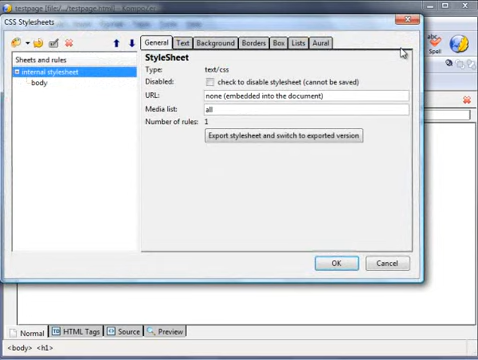 CSS Stylesheets
General Text Background Borders Box Lists Aural
Sheets and rules
internal stylesheet
body
StyleSheet
Type: text/css
Disabled: check to disable stylesheet (cannot be saved)
URL: none (embedded into the document)
Media list: all
Number of rules: 1
Export stylesheet and switch to exported version
OK Cancel
Spell
Normal HTML Tags Source Preview
<body> <h1>